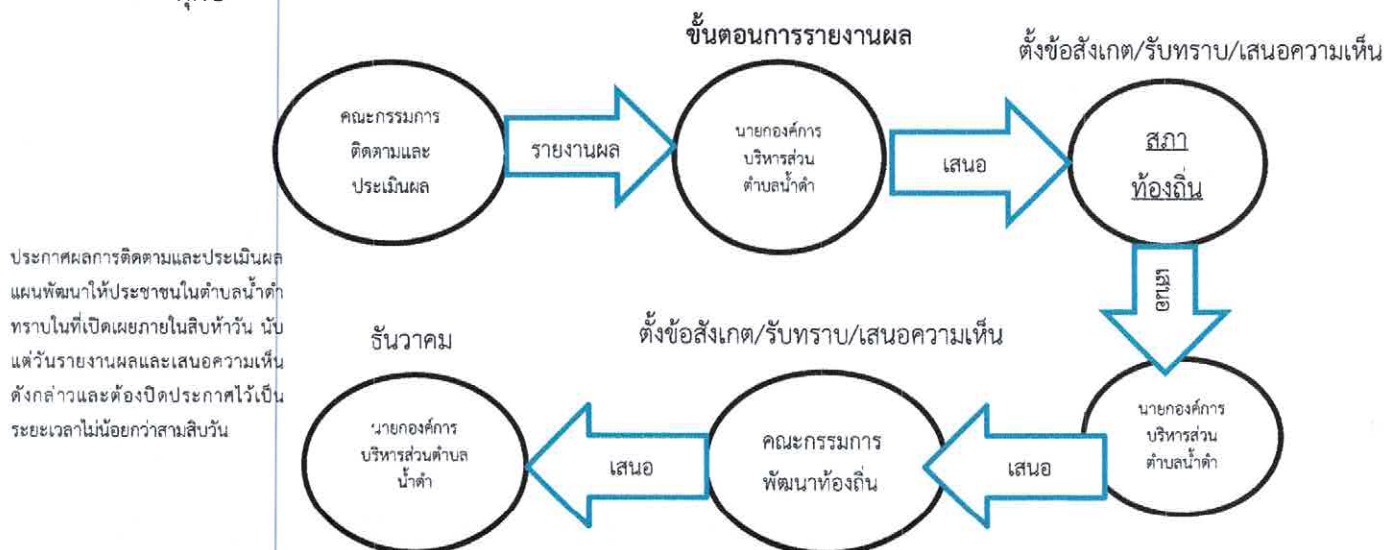 ขั้นตอนการรายงานผล
ตั้งข้อสังเกต/รับทราบ/เสนอความเห็น
คณะกรรมการ
ติดตามและ
ประเมินผล
รายงานผล
นายกองค์การ
บริหารส่วน
ตำบลน้ำดำ
เสนอ
สภา
ท้องถิ่น
เสนอ
ประกาศผลการติดตามและประเมินผล
แผนพัฒนาให้ประชาชนในตำบลน้ำดำ
ทราบในที่เปิดเผยภายในสิบห้าวัน นับ
แต่วันรายงานผลและเสนอความเห็น
ดังกล่าวและต้องปิดประกาศไว้เป็น
ระยะเวลาไม่น้อยกว่าสามสิบวัน
ธันวาคม
ตั้งข้อสังเกต/รับทราบ/เสนอความเห็น
นายกองค์การ
บริหารส่วน
ตำบลน้ำดำ
เสนอ
คณะกรรมการ
พัฒนาท้องถิ่น
เสนอ
นายกองค์การ
บริหารส่วนตำบล
น้ำดำ